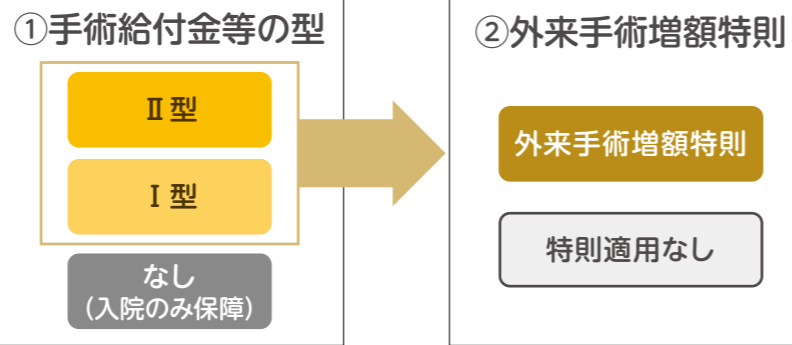 ①手術給付金等の型
Ⅱ型
Ⅰ型
なし
(入院のみ保障)
②外来手術増額特則
外来手術増額特則
特則適用なし